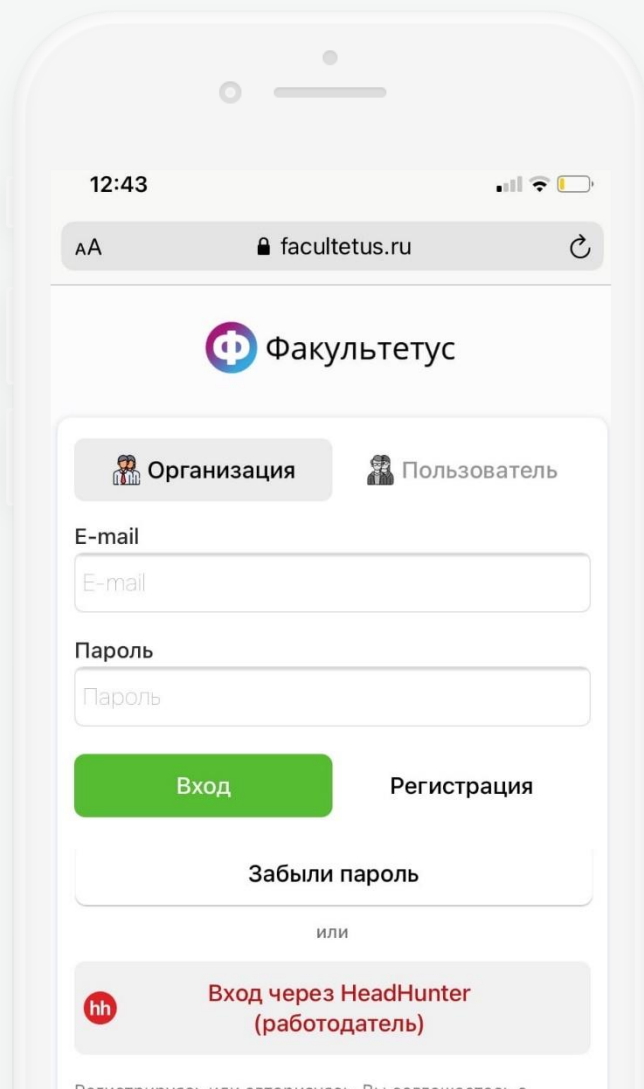 12:43
AA facultetus.ru
Ф Факультетус
Организация Пользователь
E-mail
E-mail
Пароль
Пароль
Вход Регистрация
Забыли пароль
или
hh Вход через HeadHunter
(работодатель)